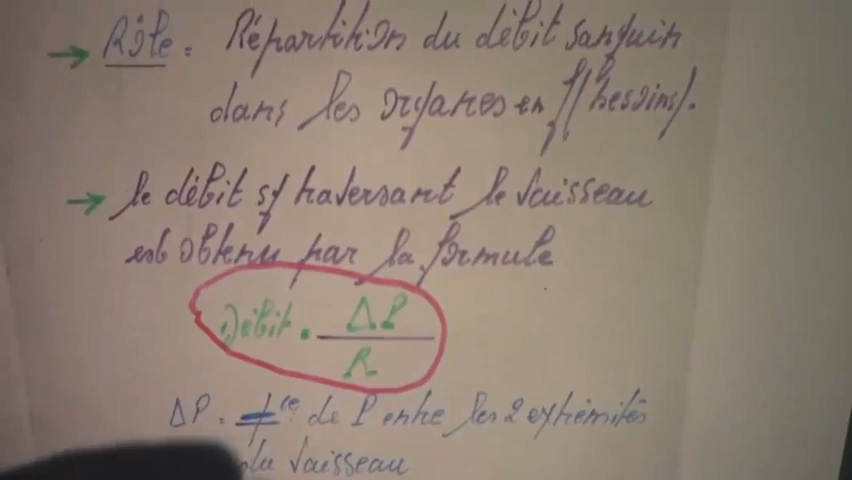 → Rôle = Répartition du débit sanguin
dans les organes en f/ besoins/.
→ le débit sg traversant le vaisseau
est obtenu par la formule
Débit = ΔP / R
ΔP = ≠ce de P entre les 2 extrémités
du vaisseau